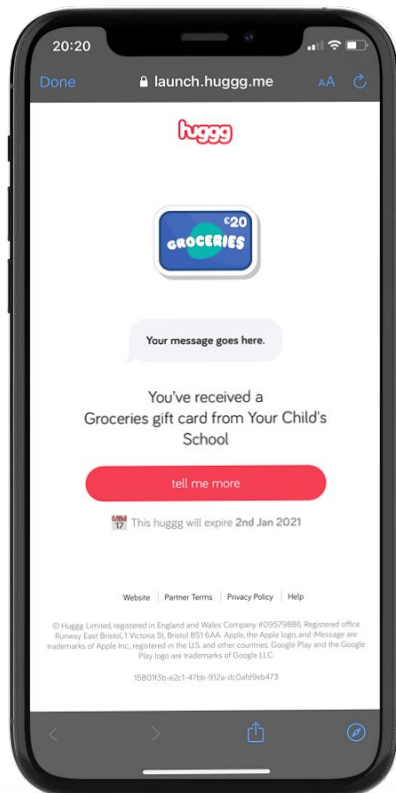 20:20
Done launch.huggg.me AA
huggg
£20
GROCERIES
Your message goes here.
You've received a
Groceries gift card from Your Child's
School
tell me more
17 This huggg will expire 2nd Jan 2021
Website | Partner Terms | Privacy Policy | Help
© Huggg Limited, registered in England and Wales Company #09579886. Registered office
Runway East Bristol, 1 Victoria St, Bristol BS1 6AA. Apple, the Apple logo, and iMessage are
trademarks of Apple Inc., registered in the U.S. and other countries. Google Play and the Google
Play logo are trademarks of Google LLC.
15801f3b-e2c1-47bb-912a-dc0afd9eb473